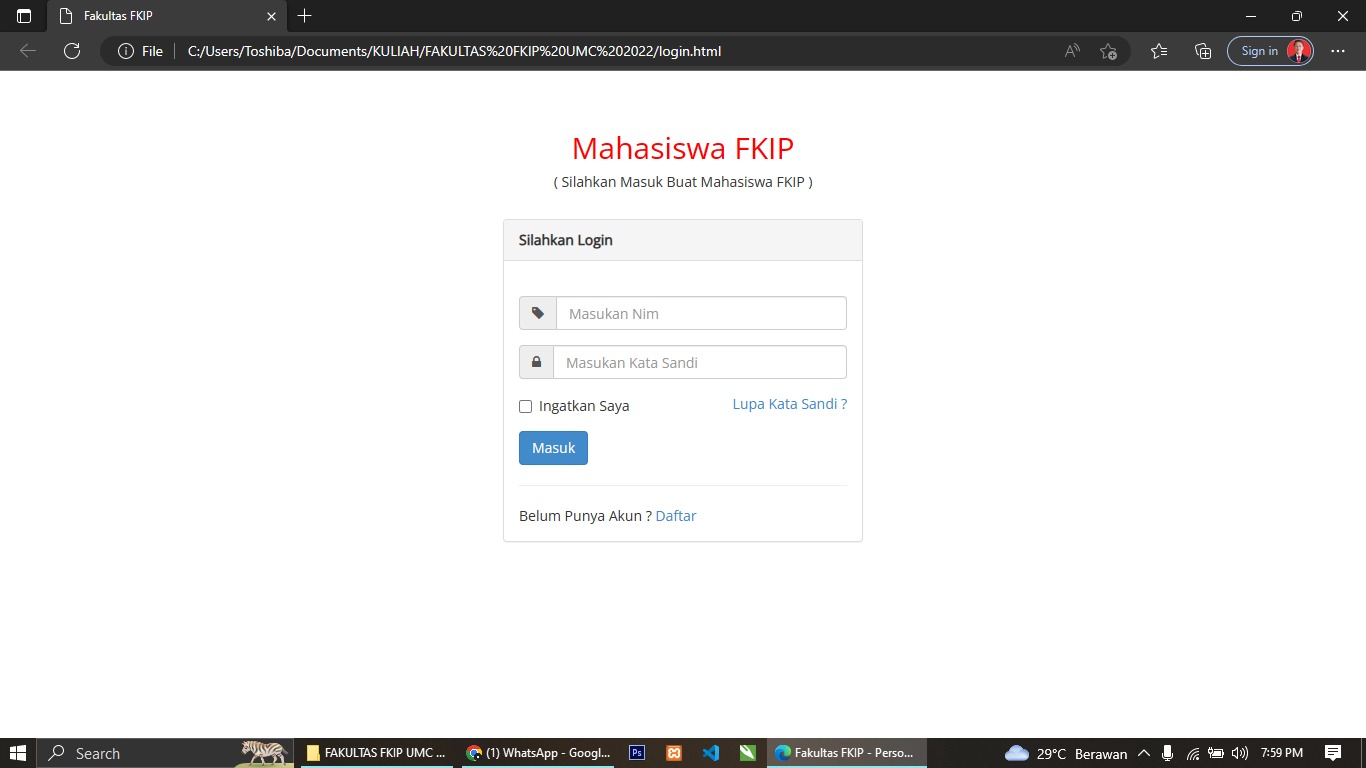 Fakultas FKIP
File
C:/Users/Toshiba/Documents/KULIAH/FAKULTAS%20FKIP%20UMC%202022/login.html
Sign in
Mahasiswa FKIP
( Silahkan Masuk Buat Mahasiswa FKIP )
Silahkan Login
Masukan Nim
Masukan Kata Sandi
Ingatkan Saya
Lupa Kata Sandi ?
Masuk
Belum Punya Akun ? Daftar
Search
FAKULTAS FKIP UMC ...
(1) WhatsApp - Googl...
Ps
Fakultas FKIP - Perso...
29°C Berawan
7:59 PM